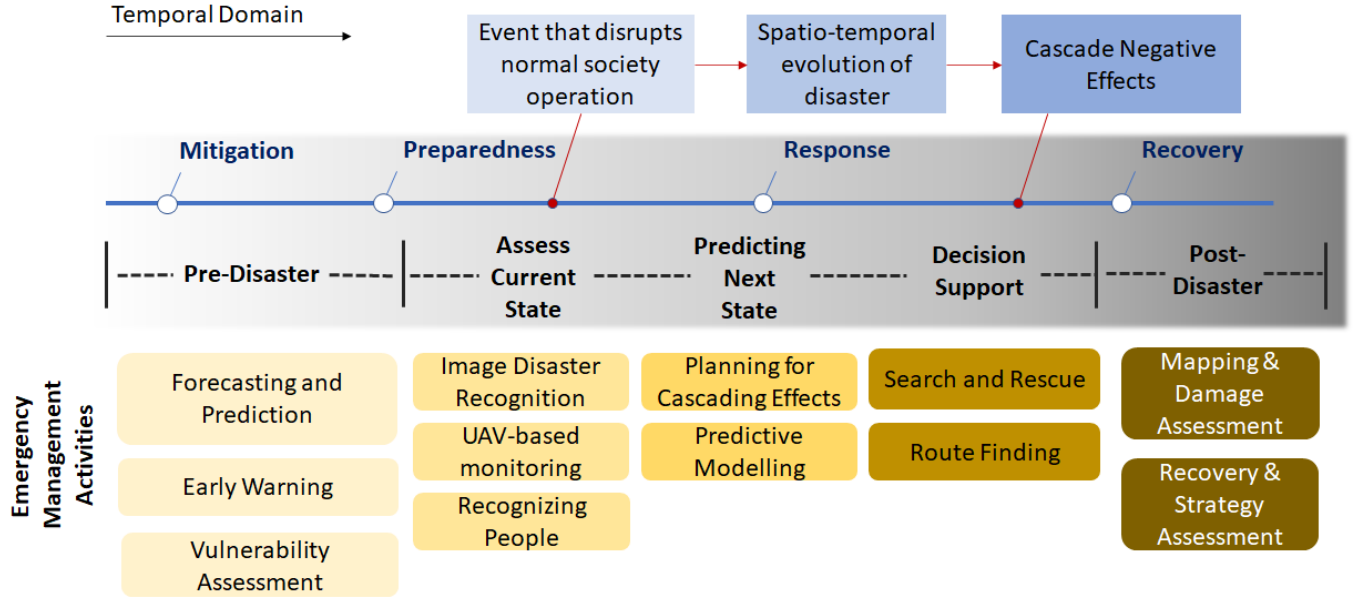 Temporal Domain
Event that disrupts
normal society
operation
Spatio-temporal
evolution of
disaster
Cascade Negative
Effects
Mitigation
Preparedness
Response
Recovery
Pre-Disaster
Assess
Current
State
Predicting
Next
State
Decision
Support
Post-
Disaster
Emergency
Management
Activities
Forecasting and
Prediction
Early Warning
Vulnerability
Assessment
Image Disaster
Recognition
UAV-based
monitoring
Recognizing
People
Planning for
Cascading Effects
Predictive
Modelling
Search and Rescue
Route Finding
Mapping &
Damage
Assessment
Recovery &
Strategy
Assessment